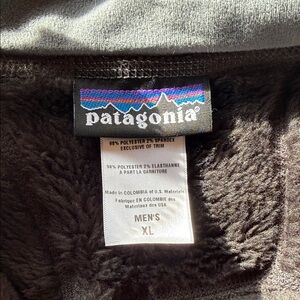 patagonia
98% POLYESTER 2% SPANDEX
EXCLUSIVE OF TRIM
98% POLYESTER 2% ELASTHANNE
A PART LA GARNITURE
Made in COLOMBIA of U.S. Materials
Fabriqué EN COLOMBIE des
Materiaux des USA
MEN'S
XL